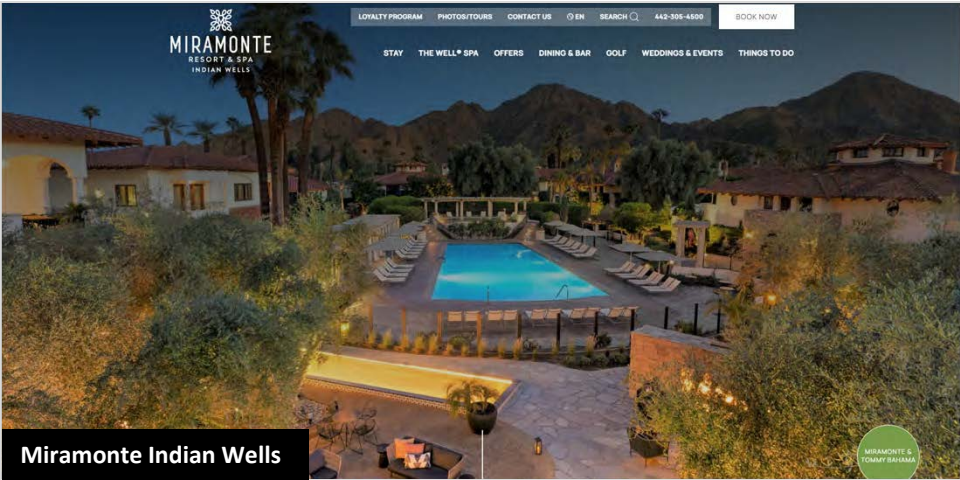 LOYALTY PROGRAM PHOTOS/TOURS CONTACT US EN SEARCH 442-305-4500 BOOK NOW
MIRAMONTE
RESORT & SPA
INDIAN WELLS
STAY THE WELL® SPA OFFERS DINING & BAR GOLF WEDDINGS & EVENTS THINGS TO DO
Miramonte Indian Wells
MIRAMONTE &
TOMMY BAHAMA